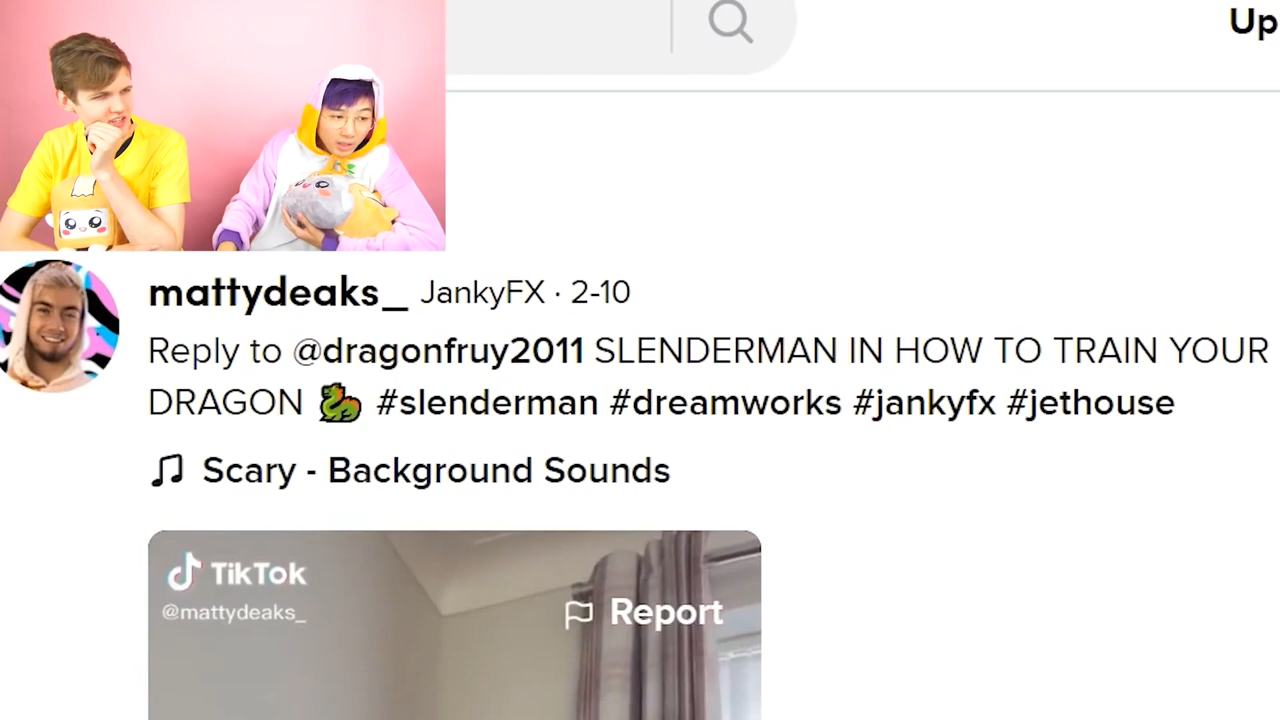 Up
mattydeaks_ JankyFX · 2-10
Reply to @dragonfruy2011 SLENDERMAN IN HOW TO TRAIN YOUR
DRAGON 🐉 #slenderman #dreamworks #jankyfx #jethouse
♫ Scary - Background Sounds
TikTok
@mattydeaks_
Report